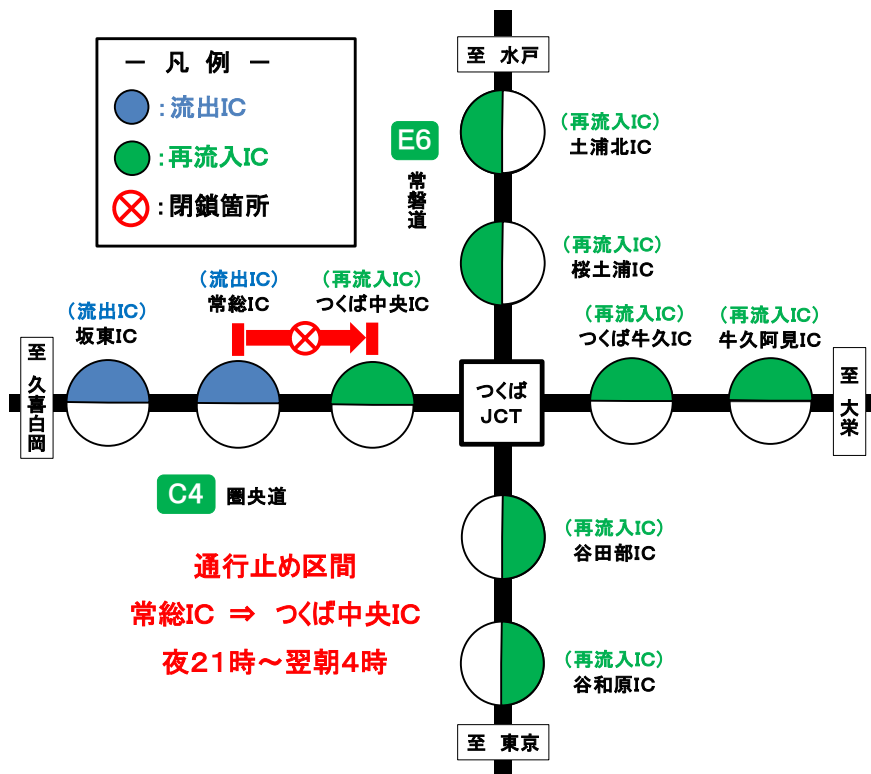 － 凡 例 －
：流出IC
：再流入IC
：閉鎖箇所
至 水戸
E6
常磐道
(再流入IC)
土浦北IC
(再流入IC)
桜土浦IC
(流出IC)
坂東IC
(流出IC)
常総IC
(再流入IC)
つくば中央IC
(再流入IC)
つくば牛久IC
(再流入IC)
牛久阿見IC
至 久喜白岡
つくば
JCT
至 大栄
C4 圏央道
(再流入IC)
谷田部IC
(再流入IC)
谷和原IC
至 東京
通行止め区間
常総IC ⇒ つくば中央IC
夜21時～翌朝4時